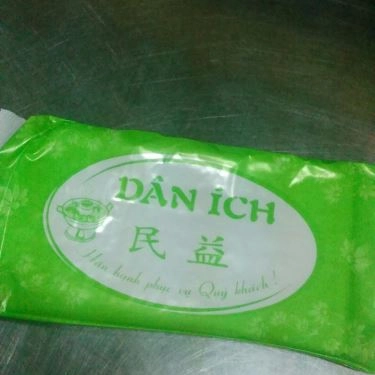 DÂN ÍCH
民益
Hân hạnh phục vụ Quý khách!